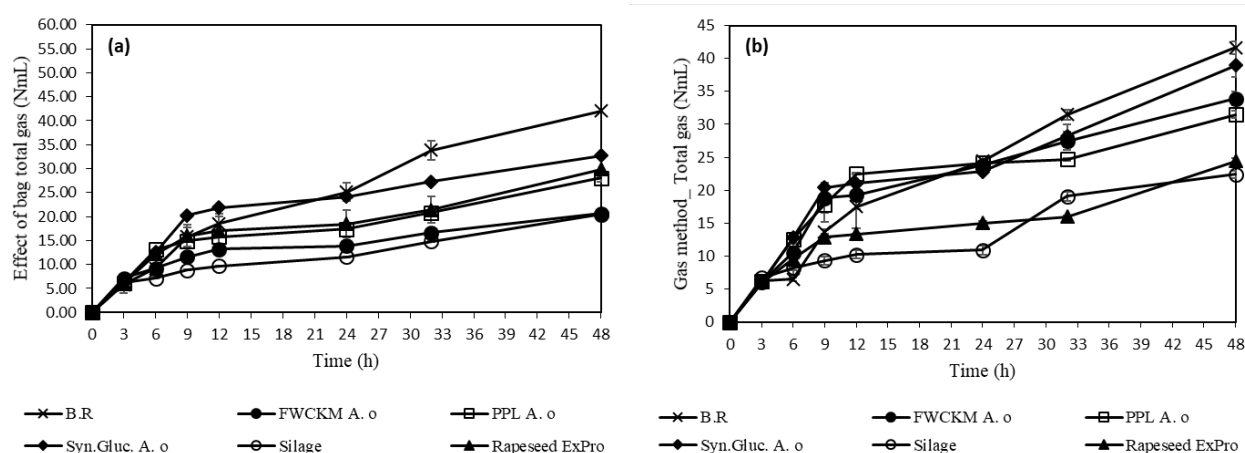 (a)
Effect of bag total gas (NmL)
60.00
55.00
50.00
45.00
40.00
35.00
30.00
25.00
20.00
15.00
10.00
5.00
0.00
0 3 6 9 12 15 18 21 24 27 30 33 36 39 42 45 48
Time (h)
B.R FWCKM A. o PPL A. o
Syn.Gluc. A. o Silage Rapeseed ExPro
(b)
Gas method_ Total gas (NmL)
45
40
35
30
25
20
15
10
5
0
0 3 6 9 12 15 18 21 24 27 30 33 36 39 42 45 48
Time (h)
B.R FWCKM A. o PPL A. o
Syn.Gluc. A. o Silage Rapeseed ExPro